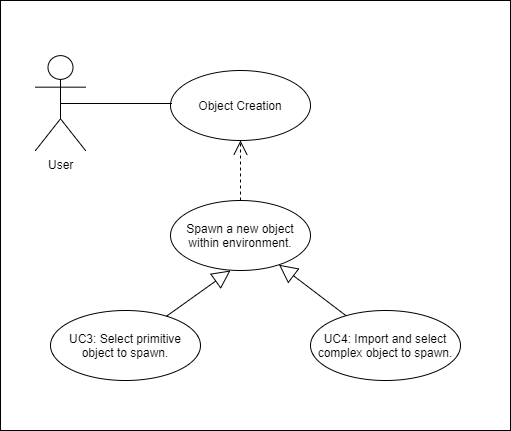 Object Creation
User
Spawn a new object
within environment.
UC3: Select primitive
object to spawn.
UC4: Import and select
complex object to spawn.